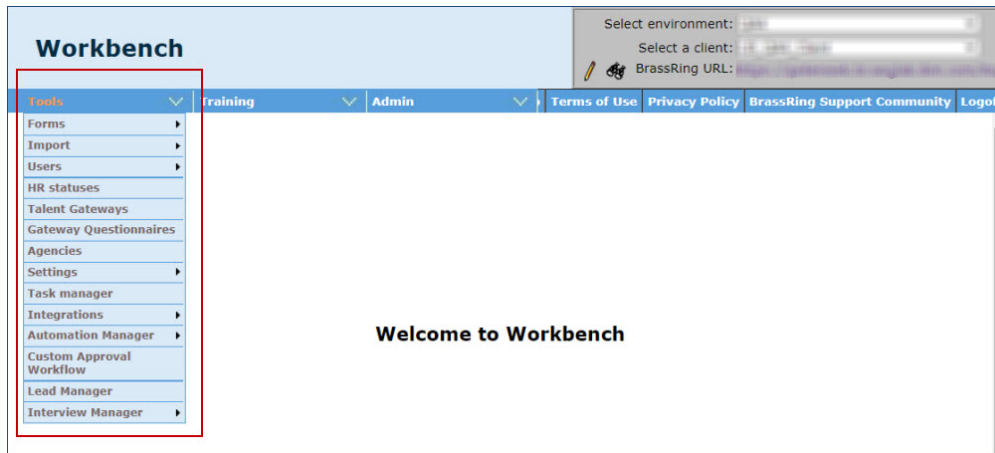 Select environment:
Workbench
Select a client:
BrassRing URL:
Tools
Training
Admin
Terms of Use
Privacy Policy
BrassRing Support Community
Forms
Import
Users
HR statuses
Talent Gateways
Gateway Questionnaires
Agencies
Settings
Task manager
Integrations
Automation Manager
Custom Approval
Workflow
Lead Manager
Interview Manager
Welcome to Workbench